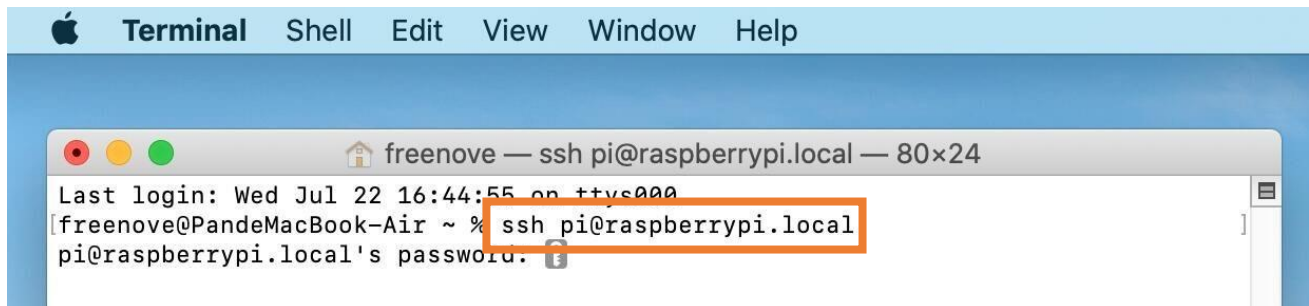 Terminal Shell Edit View Window Help
freenove — ssh pi@raspberrypi.local — 80×24
Last login: Wed Jul 22 16:44:55 on ttys000
[freenove@PandeMacBook-Air ~ % ssh pi@raspberrypi.local ]
pi@raspberrypi.local's password: